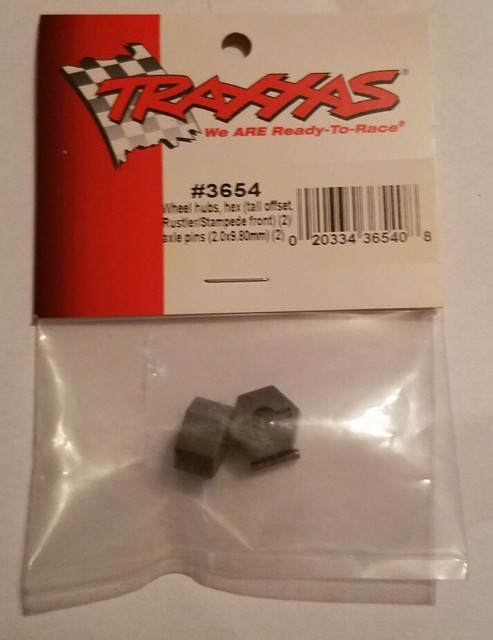 TRAXXAS®
We ARE Ready-To-Race®
#3654
Wheel hubs, hex (tall offset,
Rustler/Stampede front) (2)/
axle pins (2.0x9.80mm) (2)
0 20334 36540 8